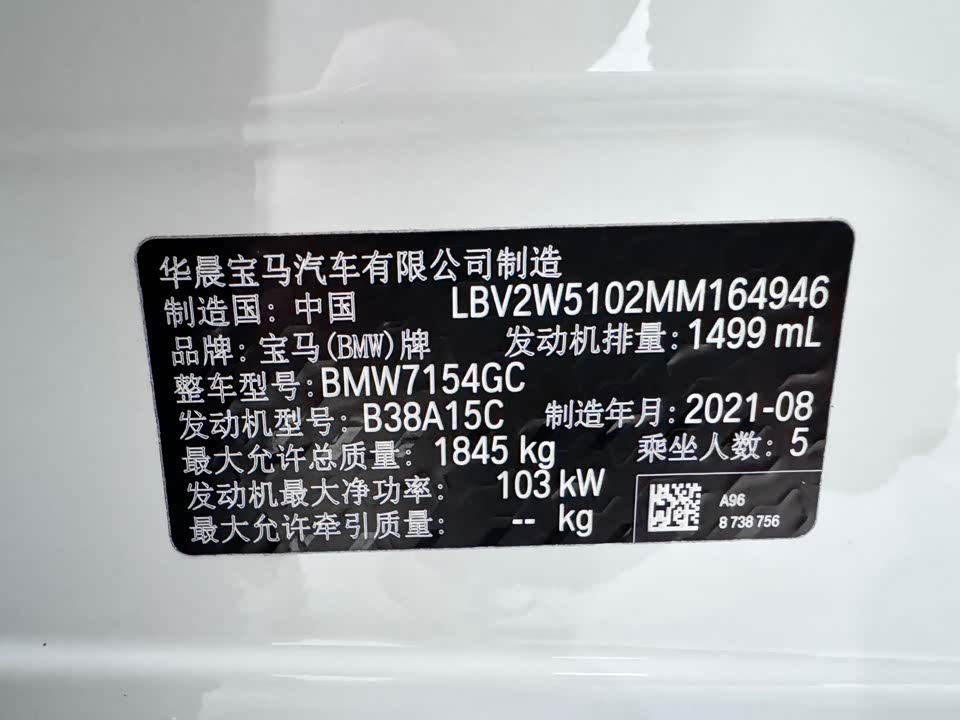 华晨宝马汽车有限公司制造
制造国：中国 LBV2W5102MM164946
品牌：宝马(BMW)牌 发动机排量：1499 mL
整车型号：BMW7154GC
发动机型号：B38A15C 制造年月：2021-08
最大允许总质量：1845 kg 乘坐人数：5
发动机最大净功率：103 kW
最大允许牵引质量：-- kg
A96
8 738 756